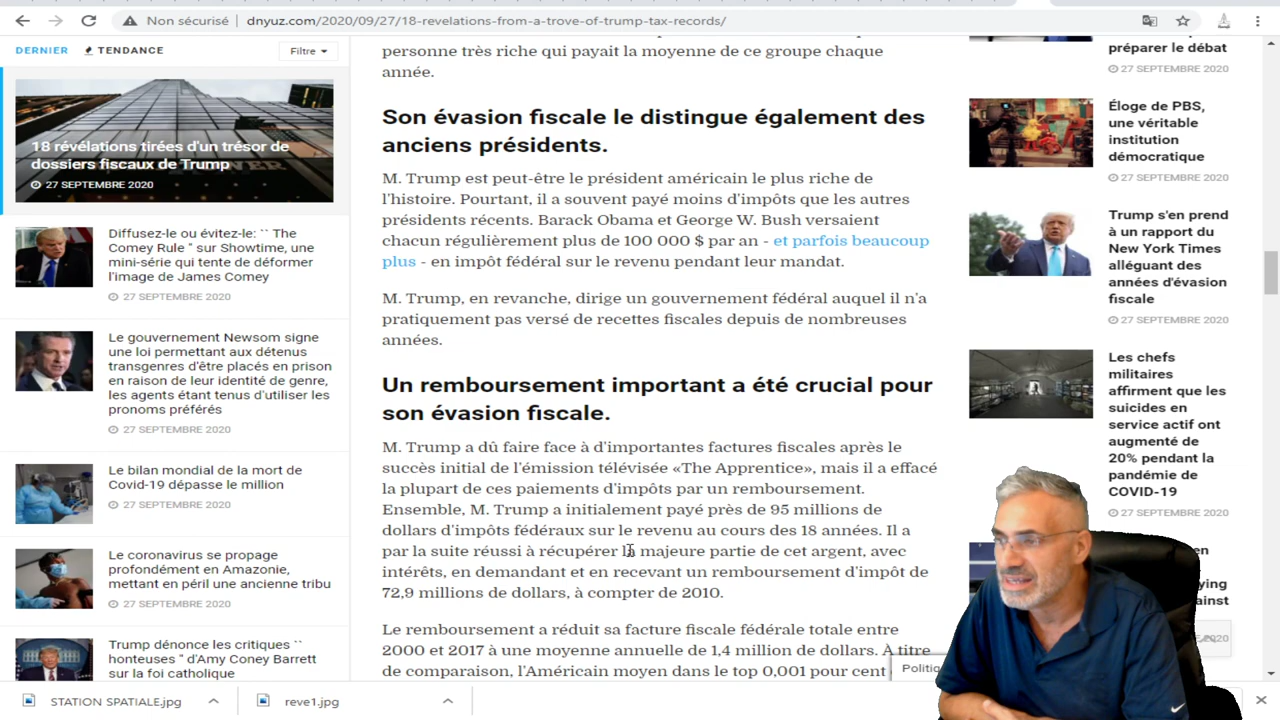 Non sécurisé | dnyuz.com/2020/09/27/18-revelations-from-a-trove-of-trump-tax-records/
DERNIER
TENDANCE
Filtre
18 révélations tirées d'un trésor de
dossiers fiscaux de Trump
27 SEPTEMBRE 2020
Diffusez-le ou évitez-le: `` The
Comey Rule '' sur Showtime, une
mini-série qui tente de déformer
l'image de James Comey
27 SEPTEMBRE 2020
Le gouvernement Newsom signe
une loi permettant aux détenus
transgenres d'être placés en prison
en raison de leur identité de genre,
les agents étant tenus d'utiliser les
pronoms préférés
27 SEPTEMBRE 2020
Le bilan mondial de la mort de
Covid-19 dépasse le million
27 SEPTEMBRE 2020
Le coronavirus se propage
profondément en Amazonie,
mettant en péril une ancienne tribu
27 SEPTEMBRE 2020
Trump dénonce les critiques ``
honteuses '' d'Amy Coney Barrett
sur la foi catholique
personne très riche qui payait la moyenne de ce groupe chaque
année.
Son évasion fiscale le distingue également des
anciens présidents.
M. Trump est peut-être le président américain le plus riche de
l'histoire. Pourtant, il a souvent payé moins d'impôts que les autres
présidents récents. Barack Obama et George W. Bush versaient
chacun régulièrement plus de 100 000 $ par an - et parfois beaucoup
plus - en impôt fédéral sur le revenu pendant leur mandat.
M. Trump, en revanche, dirige un gouvernement fédéral auquel il n'a
pratiquement pas versé de recettes fiscales depuis de nombreuses
années.
Un remboursement important a été crucial pour
son évasion fiscale.
M. Trump a dû faire face à d'importantes factures fiscales après le
succès initial de l'émission télévisée «The Apprentice», mais il a effacé
la plupart de ces paiements d'impôts par un remboursement.
Ensemble, M. Trump a initialement payé près de 95 millions de
dollars d'impôts fédéraux sur le revenu au cours des 18 années. Il a
par la suite réussi à récupérer la majeure partie de cet argent, avec
intérêts, en demandant et en recevant un remboursement d'impôt de
72,9 millions de dollars, à compter de 2010.
Le remboursement a réduit sa facture fiscale fédérale totale entre
2000 et 2017 à une moyenne annuelle de 1,4 million de dollars. À titre
de comparaison, l'Américain moyen dans le top 0,001 pour cent
préparer le débat
27 SEPTEMBRE 2020
Éloge de PBS,
une véritable
institution
démocratique
27 SEPTEMBRE 2020
Trump s'en prend
à un rapport du
New York Times
alléguant des
années d'évasion
fiscale
27 SEPTEMBRE 2020
Les chefs
militaires
affirment que les
suicides en
service actif ont
augmenté de
20% pendant la
pandémie de
COVID-19
27 SEPTEMBRE 2020
STATION SPATIALE.jpg
reve1.jpg